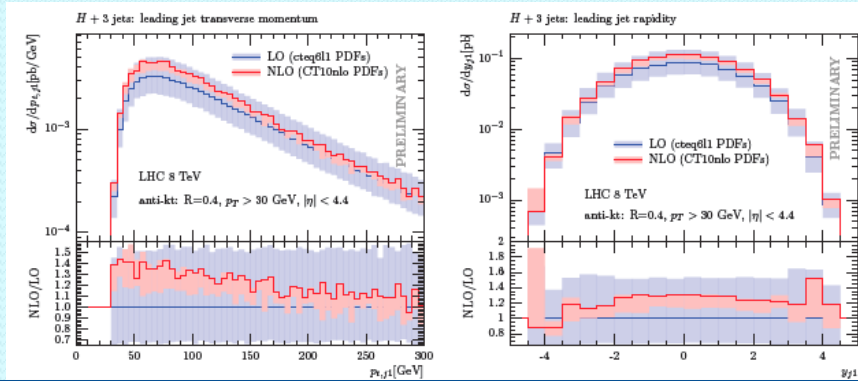 H + 3 jets: leading transverse momentum
dσ/dp_{t,j1}[pb/GeV]
10^{-3}
10^{-4}
LO (cteq6l1 PDFs)
NLO (CT10nlo PDFs)
PRELIMINARY
LHC 8 TeV
anti-kt: R=0.4, p_T > 30 GeV, |η| < 4.4
NLO/LO
1.5
1.4
1.3
1.2
1.1
1.0
0.9
0.8
0.7
0 50 100 150 200 250 300
p_{t,j1}[GeV]
H + 3 jets: leading jet rapidity
dσ/dy_{j1}[pb]
10^{-1}
10^{-2}
10^{-3}
LO (cteq6l1 PDFs)
NLO (CT10nlo PDFs)
PRELIMINARY
LHC 8 TeV
anti-kt: R=0.4, p_T > 30 GeV, |η| < 4.4
NLO/LO
2
1.8
1.6
1.4
1.2
1
0.8
-4 -2 0 2 4
y_{j1}